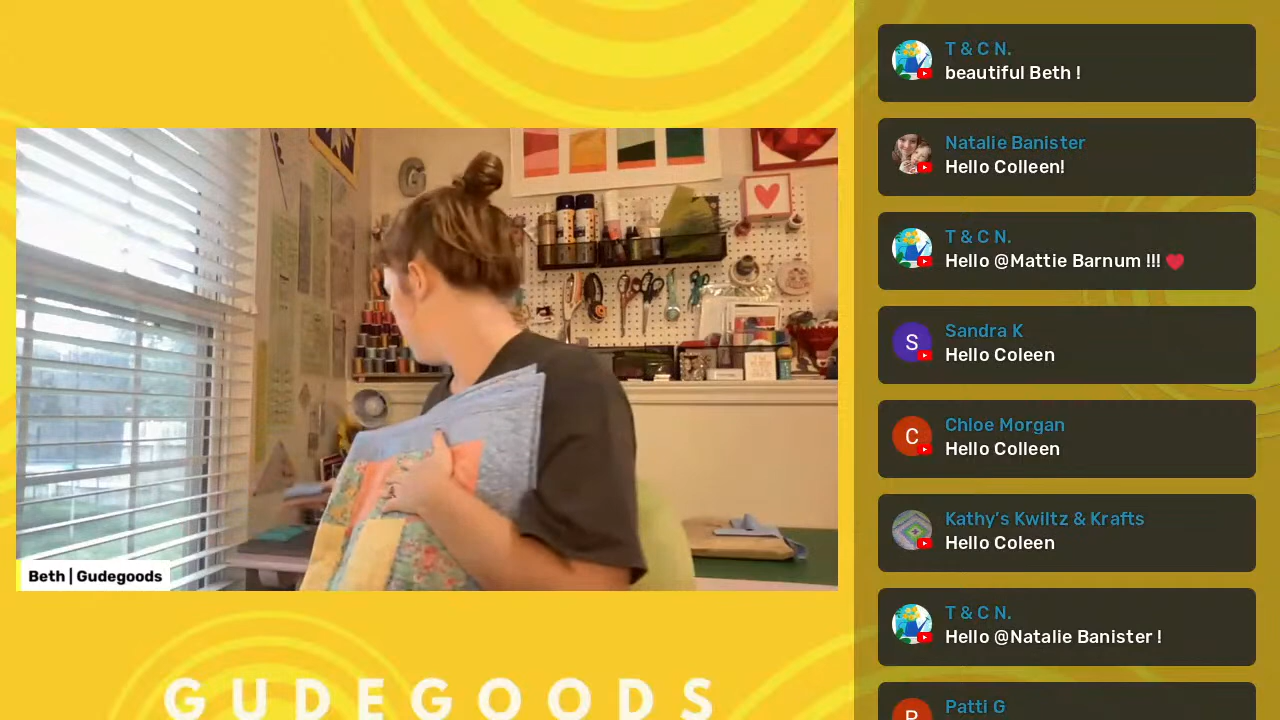 Beth | Gudegoods
GUDEGOODS
T & C N.
beautiful Beth !
Natalie Banister
Hello Colleen!
T & C N.
Hello @Mattie Barnum !!! ❤
Sandra K
S
Hello Coleen
Chloe Morgan
C
Hello Colleen
Kathy's Kwiltz & Krafts
Hello Coleen
T & C N.
Hello @Natalie Banister !
Patti G
G